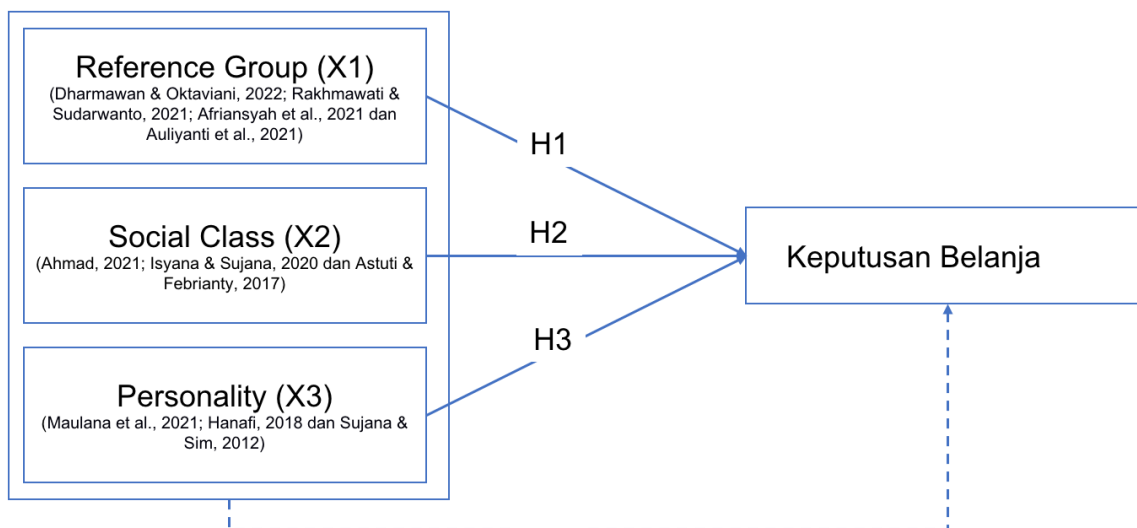 Reference Group (X1)
(Dharmawan & Oktaviani, 2022; Rakhmawati &
Sudarwanto, 2021; Afriansyah et al., 2021 dan
Auliyanti et al., 2021)
H1
Social Class (X2)
(Ahmad, 2021; Isyana & Sujana, 2020 dan Astuti &
Febrianty, 2017)
H2
Keputusan Belanja
H3
Personality (X3)
(Maulana et al., 2021; Hanafi, 2018 dan Sujana &
Sim, 2012)